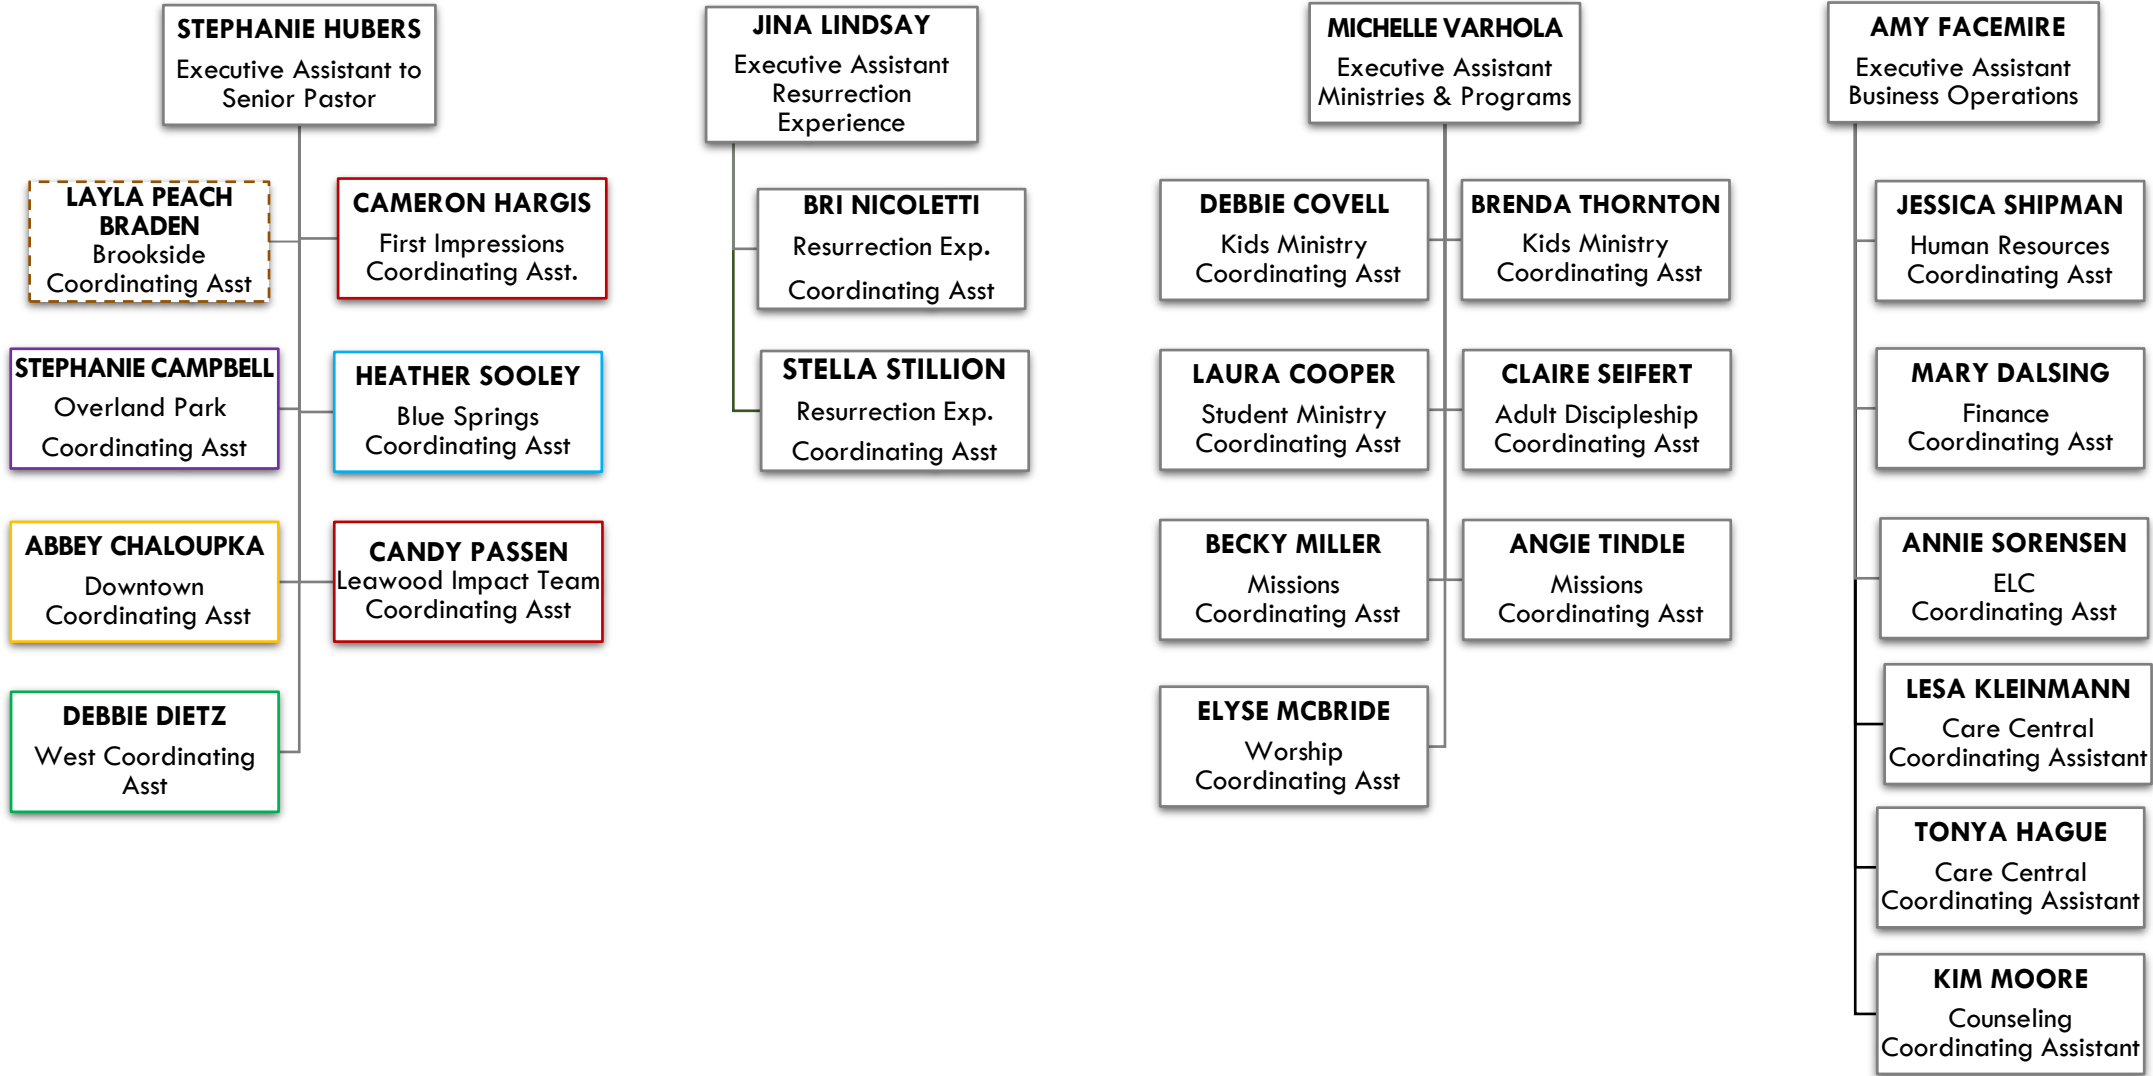 STEPHANIE HUBERS
Executive Assistant to
Senior Pastor
LAYLA PEACH
BRADEN
Brookside
Coordinating Asst
CAMERON HARGIS
First Impressions
Coordinating Asst.
STEPHANIE CAMPBELL
Overland Park
Coordinating Asst
HEATHER SOOLEY
Blue Springs
Coordinating Asst
ABBEY CHALOUPKA
Downtown
Coordinating Asst
CANDY PASSEN
Leawood Impact Team
Coordinating Asst
DEBBIE DIETZ
West Coordinating
Asst
JINA LINDSAY
Executive Assistant
Resurrection
Experience
BRI NICOLETTI
Resurrection Exp.
Coordinating Asst
STELLA STILLION
Resurrection Exp.
Coordinating Asst
MICHELLE VARHOLA
Executive Assistant
Ministries & Programs
DEBBIE COVELL
Kids Ministry
Coordinating Asst
BRENDA THORNTON
Kids Ministry
Coordinating Asst
LAURA COOPER
Student Ministry
Coordinating Asst
CLAIRE SEIFERT
Adult Discipleship
Coordinating Asst
BECKY MILLER
Missions
Coordinating Asst
ANGIE TINDLE
Missions
Coordinating Asst
ELYSE MCBRIDE
Worship
Coordinating Asst
AMY FACEMIRE
Executive Assistant
Business Operations
JESSICA SHIPMAN
Human Resources
Coordinating Asst
MARY DALSING
Finance
Coordinating Asst
ANNIE SORENSEN
ELC
Coordinating Asst
LESA KLEINMANN
Care Central
Coordinating Assistant
TONYA HAGUE
Care Central
Coordinating Assistant
KIM MOORE
Counseling
Coordinating Assistant